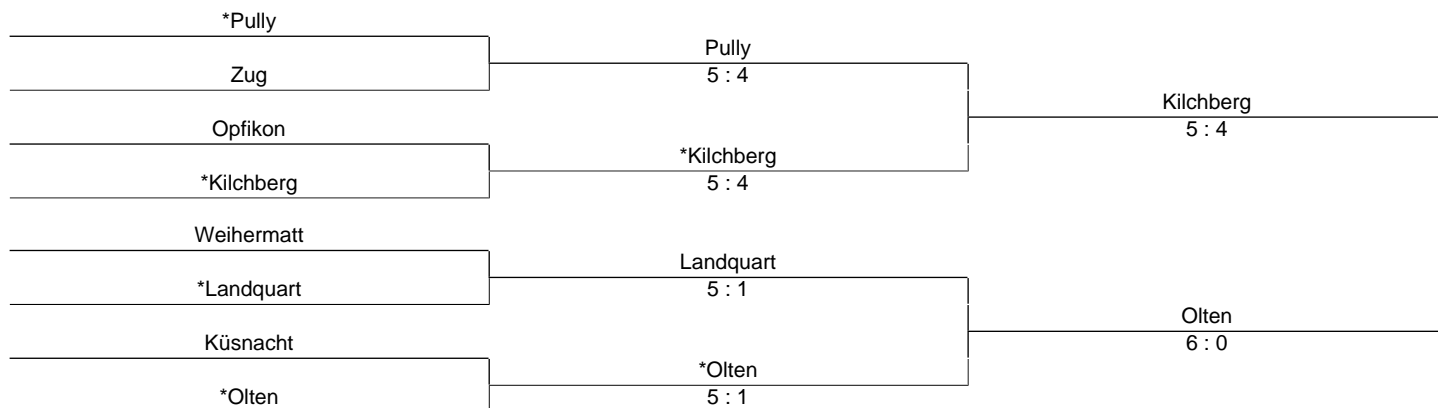 *Pully
Zug
Opfikon
*Kilchberg
Weihermatt
*Landquart
Küsnacht
*Olten
Pully
5 : 4
*Kilchberg
5 : 4
Landquart
5 : 1
*Olten
5 : 1
Kilchberg
5 : 4
Olten
6 : 0